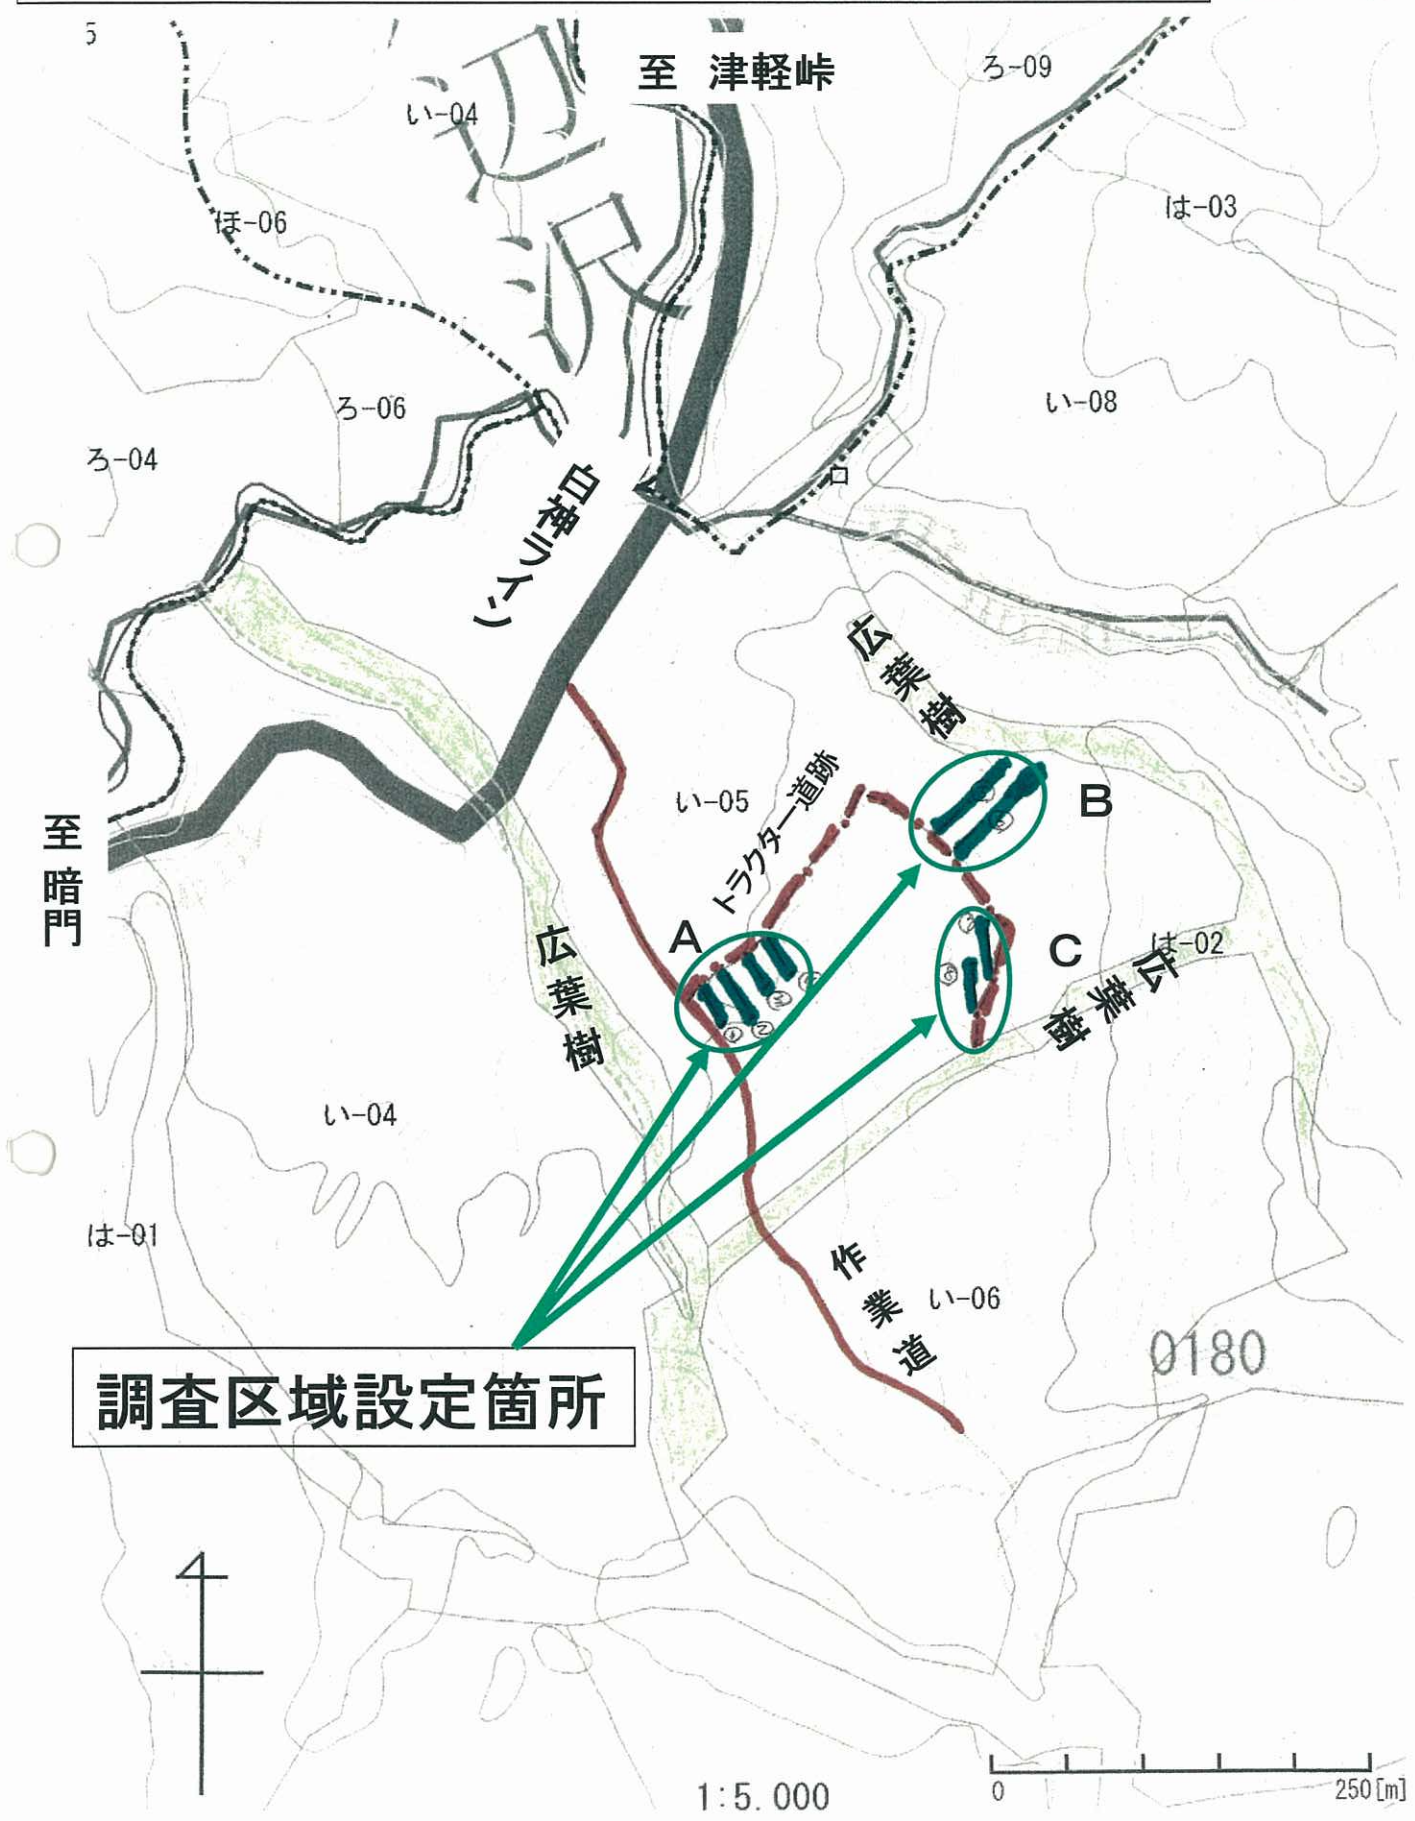 5
至 津軽峠
ろ-09
い-04
は-03
ほ-06
い-08
ろ-06
ろ-04
白神ライン
広葉樹
い-05
トラクター道跡
B
至暗門
A
広葉樹
C
は-02
広葉樹
い-04
は-01
作業道
い-06
0180
調査区域設定箇所
1:5.000
0
250[m]